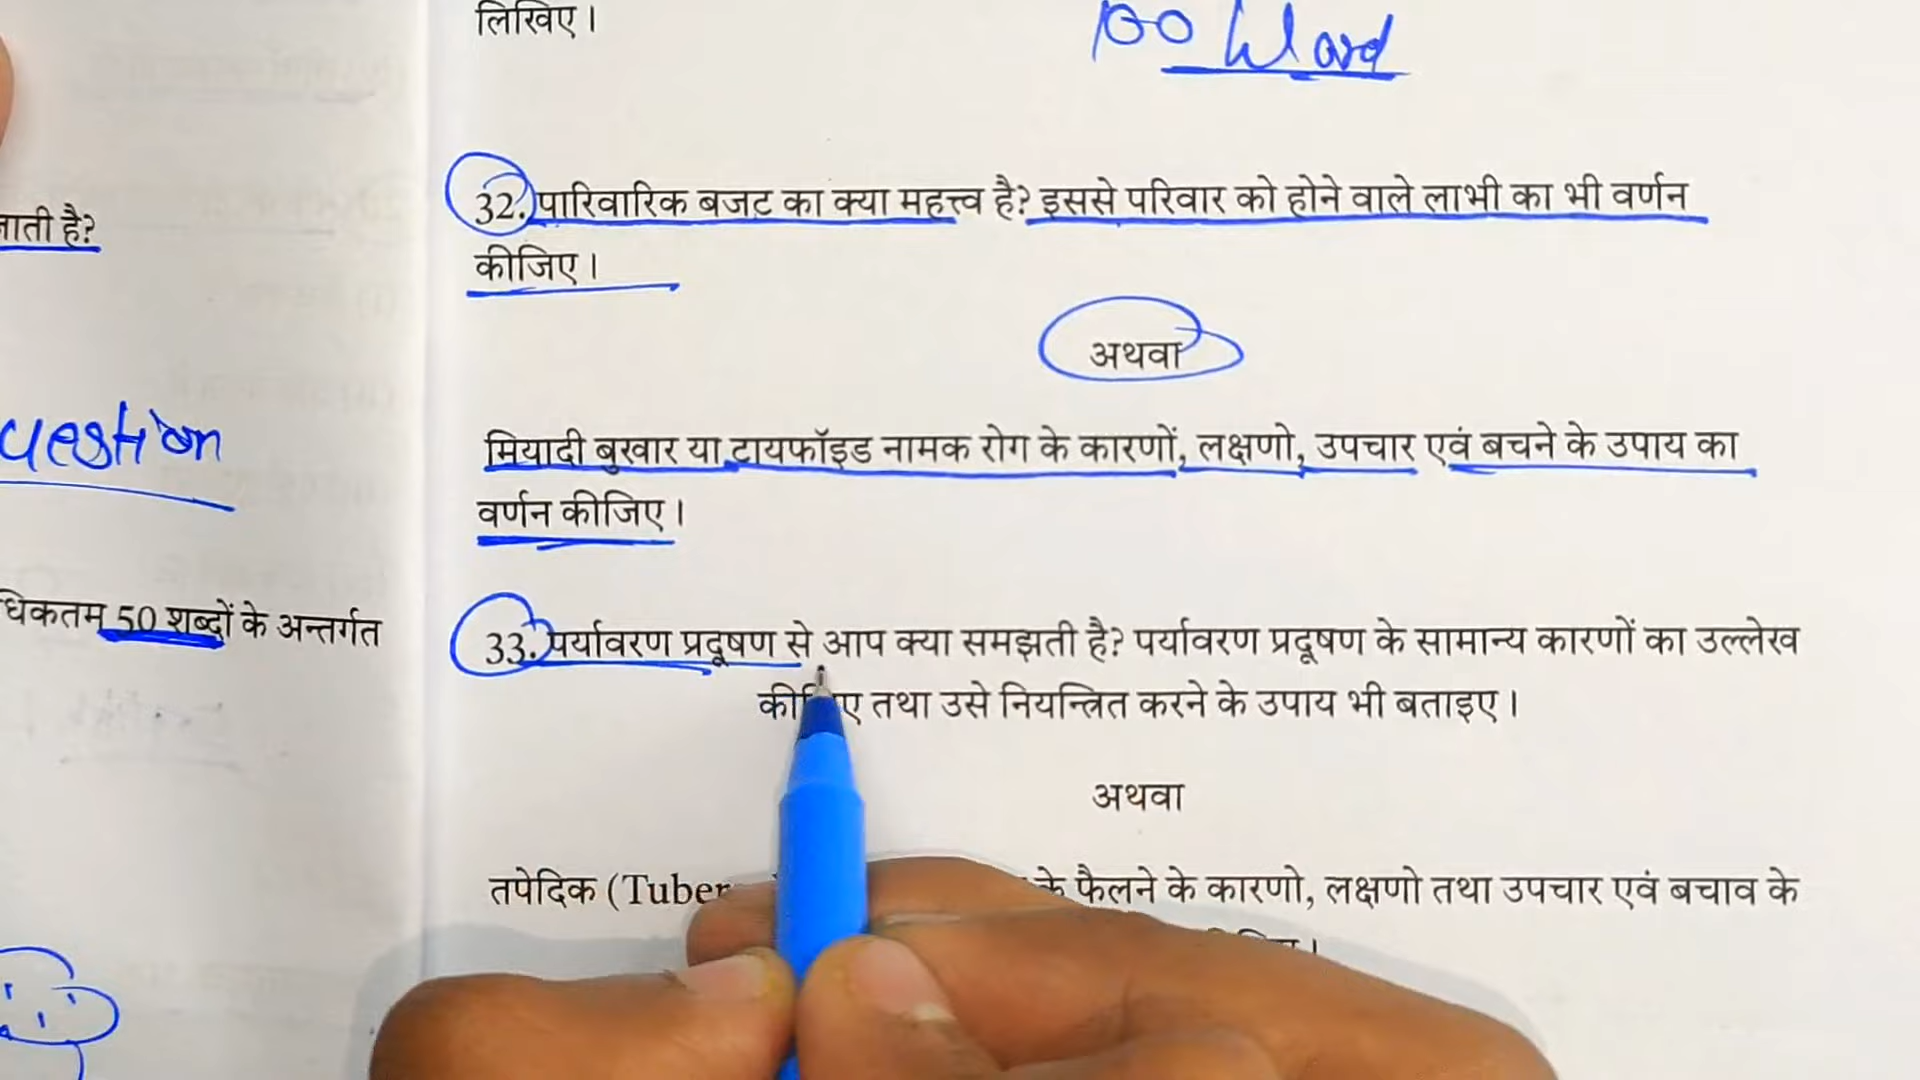 लिखिए।
100 Word
32. पारिवारिक बजट का क्या महत्त्व है? इससे परिवार को होने वाले लाभी का भी वर्णन
कीजिए।
अथवा
मियादी बुखार या टायफॉइड नामक रोग के कारणों, लक्षणो, उपचार एवं बचने के उपाय का
वर्णन कीजिए।
33. पर्यावरण प्रदूषण से आप क्या समझती है? पर्यावरण प्रदूषण के सामान्य कारणों का उल्लेख
तथा उसे नियन्त्रित करने के उपाय भी बताइए।
अथवा
तपेदिक (Tuber के फैलने के कारणो, लक्षणो तथा उपचार एवं बचाव के
जाती है?
uestion
धिकतम 50 शब्दों के अन्तर्गत